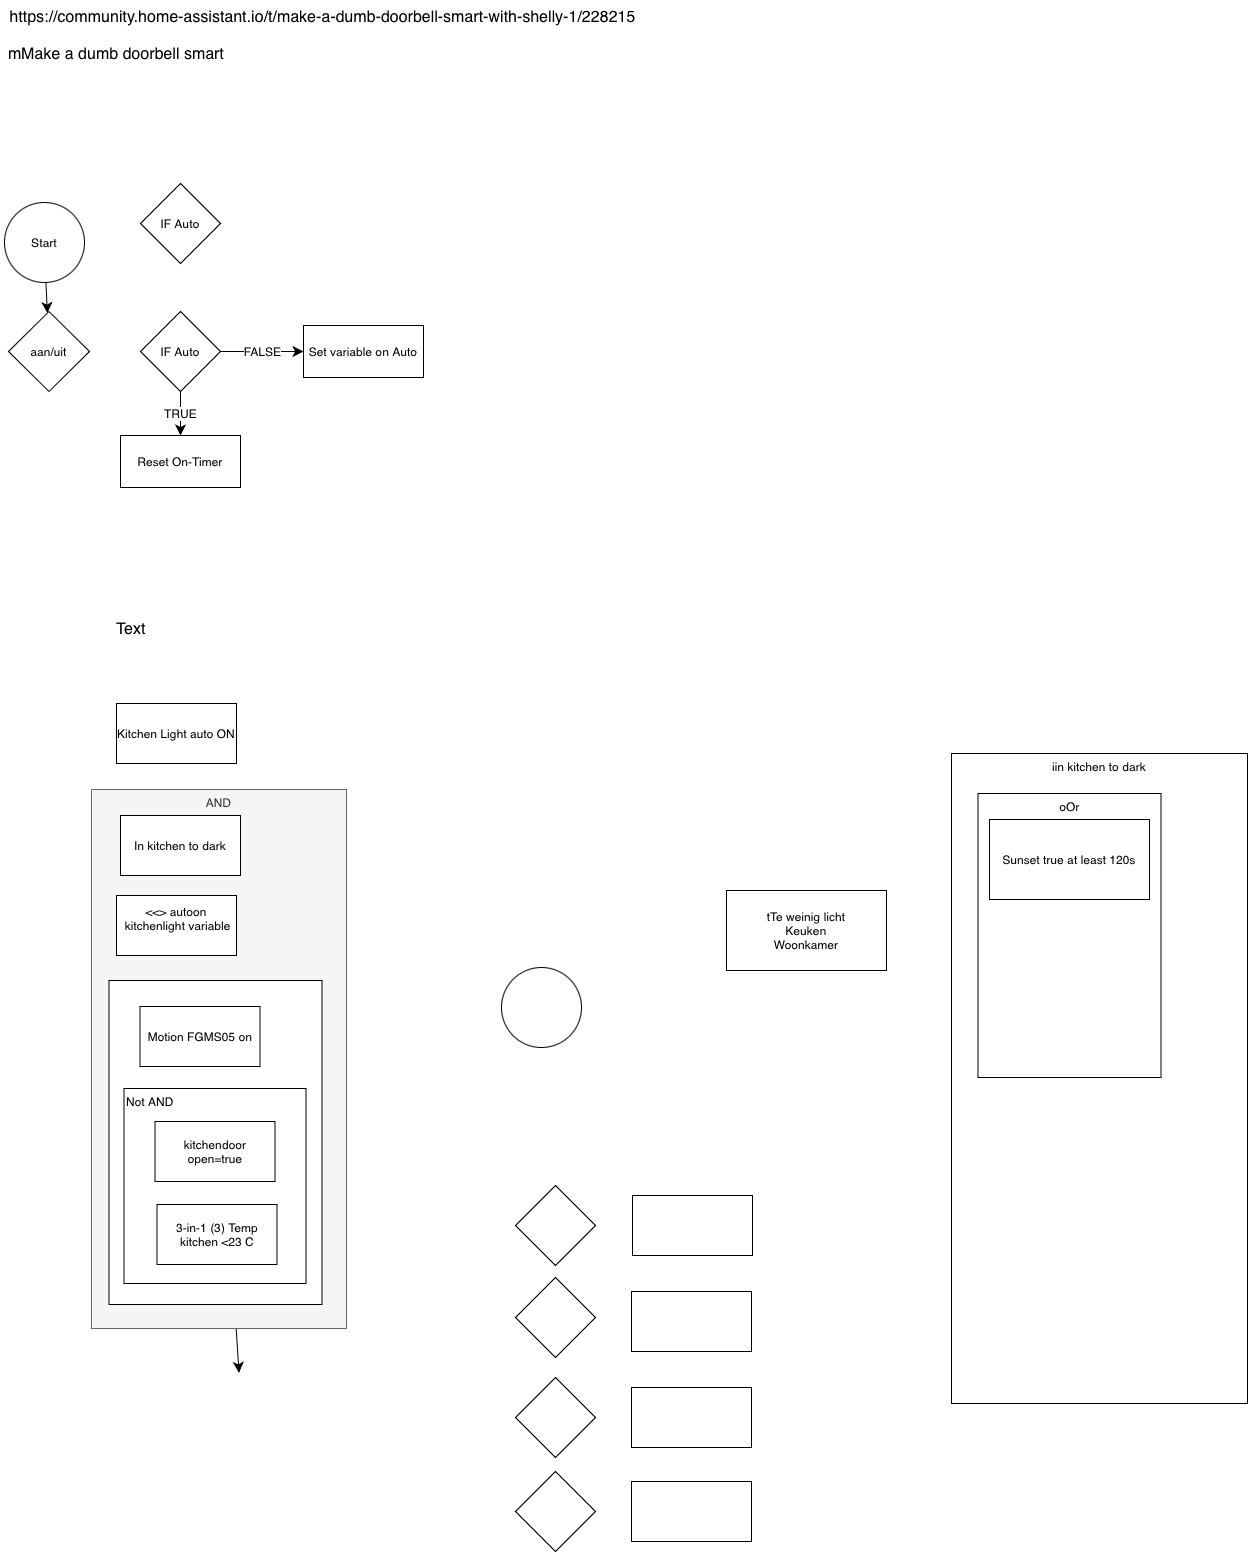 https://community.home-assistant.io/t/make-a-dumb-doorbell-smart-with-shelly-1/228215
mMake a dumb doorbell smart
IF Auto
Start
aan/uit
IF Auto
FALSE
Set variable on Auto
TRUE
Reset On-Timer
Text
Kitchen Light auto ON
AND
In kitchen to dark
<<> autoon
kitchenlight variable
Motion FGMS05 on
Not AND
kitchendoor
open=true
3-in-1 (3) Temp
kitchen <23 C
tTe weinig licht
Keuken
Woonkamer
iin kitchen to dark
oOr
Sunset true at least 120s